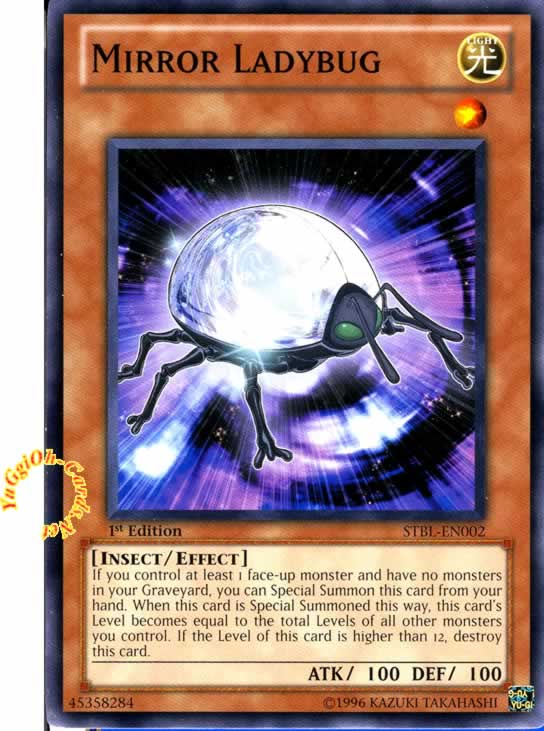 MIRROR LADYBUG
LIGHT
光
YuGgiOh-Cards.Net
1st Edition
STBL-EN002
[INSECT/EFFECT]
If you control at least 1 face-up monster and have no monsters
in your Graveyard, you can Special Summon this card from your
hand. When this card is Special Summoned this way, this card's
Level becomes equal to the total Levels of all other monsters
you control. If the Level of this card is higher than 12, destroy
this card.
ATK/ 100 DEF/ 100
45358284
©1996 KAZUKI TAKAHASHI